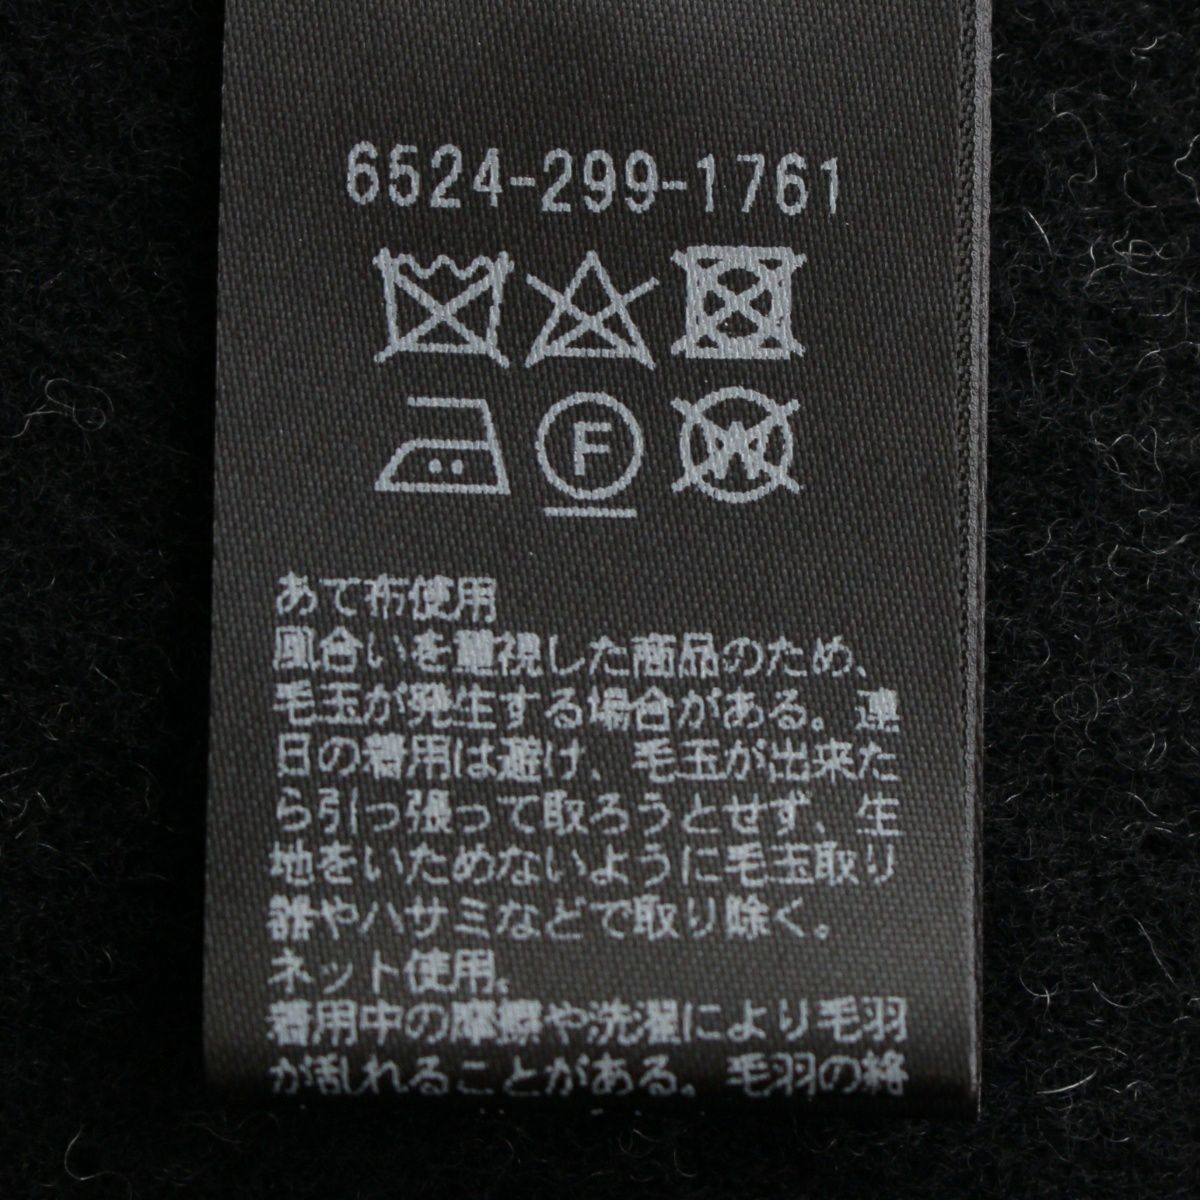 6524-299-1761
F
W
あて布使用
風合いを重視した商品のため、
毛玉が発生する場合がある。連
日の着用は避け、毛玉が出来た
ら引っ張って取ろうとせず、生
地をいためないように毛玉取り
器やハサミなどで取り除く。
ネット使用。
着用中の摩擦や洗濯により毛羽
が乱れることがある。毛羽の絡